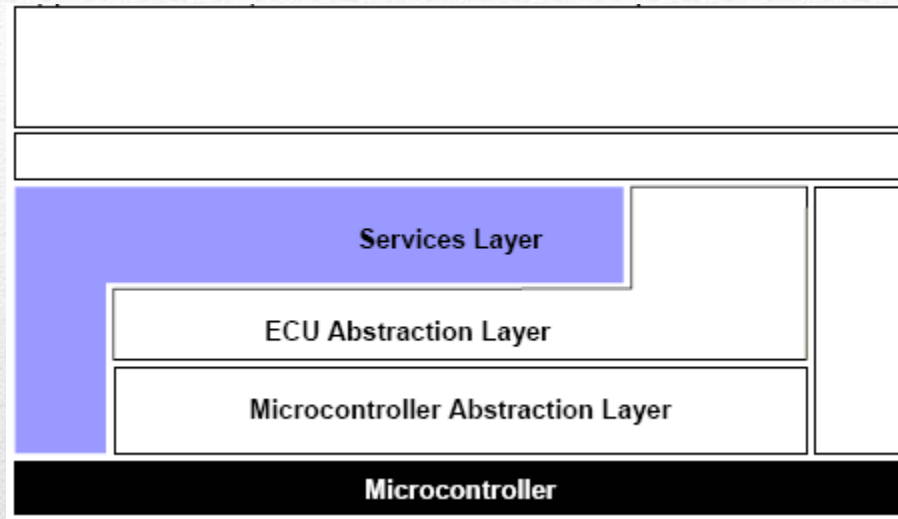 Services Layer
ECU Abstraction Layer
Microcontroller Abstraction Layer
Microcontroller